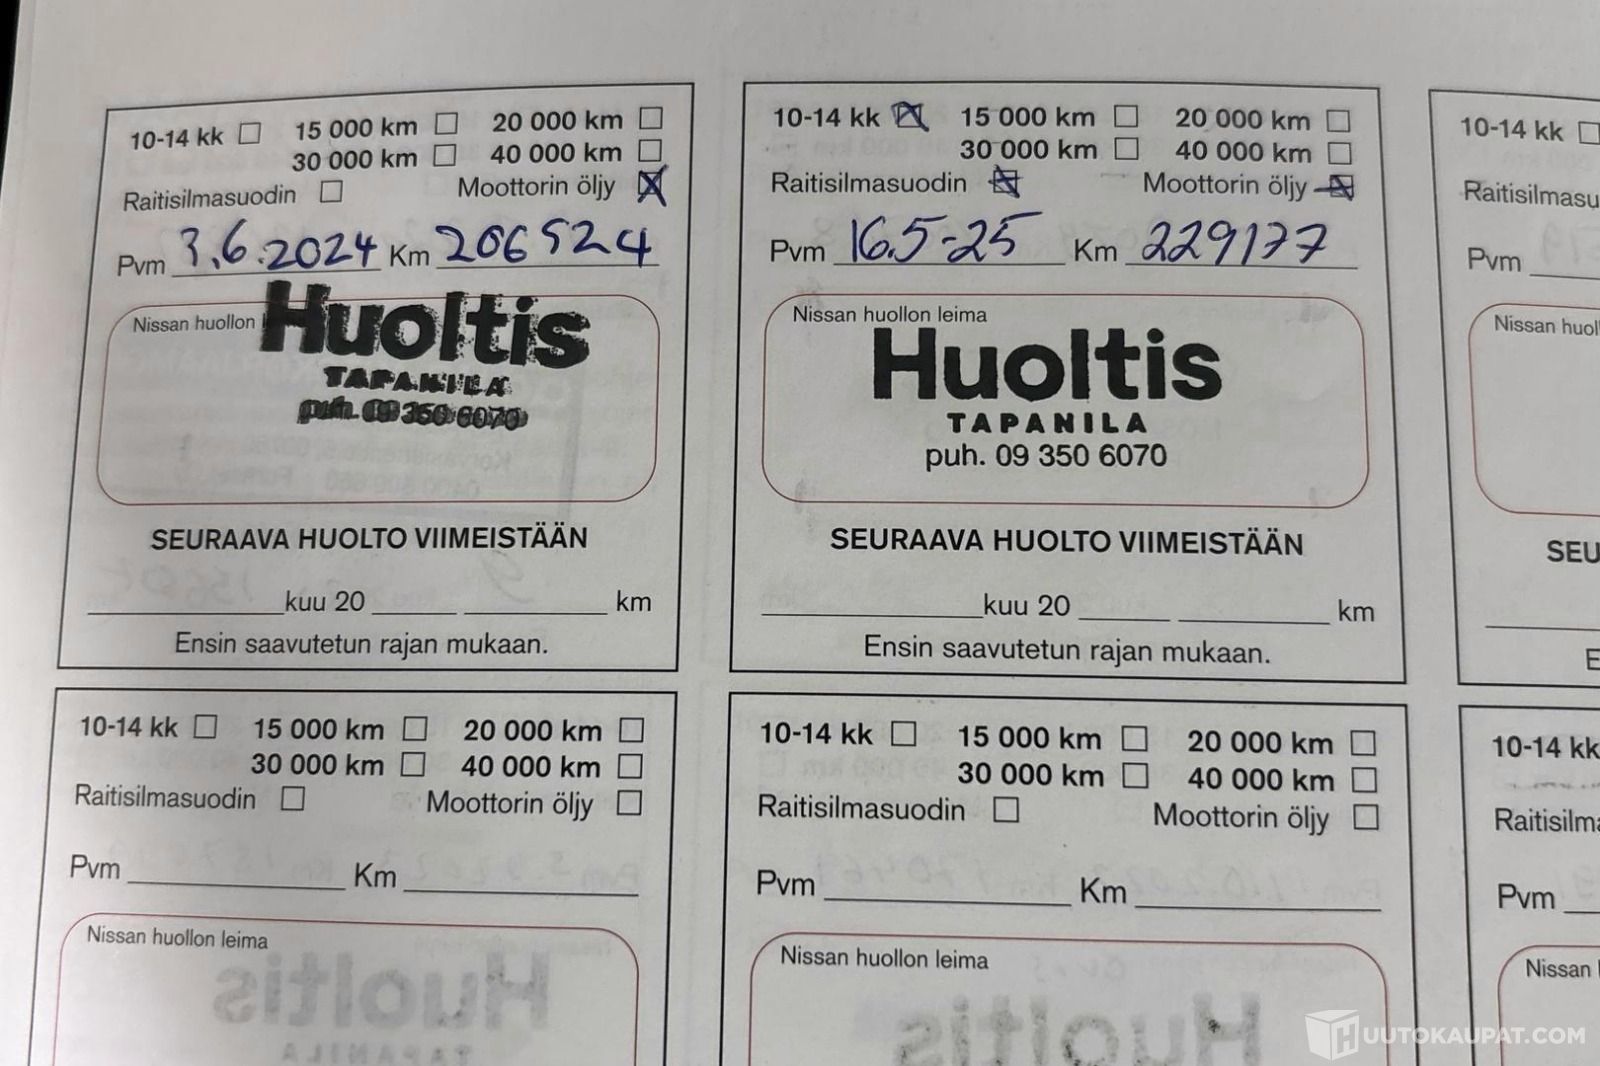 10-14 kk 15 000 km 20 000 km
30 000 km 40 000 km
Raitisilmasuodin Moottorin öljy
Pvm 3.6.2024 Km 206524
Nissan huollon
Huoltis
TAPANILA
puh. 09 350 6070
SEURAAVA HUOLTO VIIMEISTÄÄN
kuu 20 km
Ensin saavutetun rajan mukaan.
10-14 kk 15 000 km 20 000 km
30 000 km 40 000 km
Raitisilmasuodin Moottorin öljy
Pvm 16.5-25 Km 229177
Nissan huollon leima
Huoltis
TAPANILA
puh. 09 350 6070
SEURAAVA HUOLTO VIIMEISTÄÄN
kuu 20 km
Ensin saavutetun rajan mukaan.
10-14 kk
Raitisilmasu
Pvm
Nissan huol
SEU
E
10-14 kk 15 000 km 20 000 km
30 000 km 40 000 km
Raitisilmasuodin Moottorin öljy
Pvm Km
Nissan huollon leima
Huoltis
TAPANILA
10-14 kk 15 000 km 20 000 km
30 000 km 40 000 km
Raitisilmasuodin Moottorin öljy
Pvm Km
Nissan huollon leima
Huoltis
10-14 kk
Raitisilma
Pvm
Nissan
HUUTOKAUPAT.COM